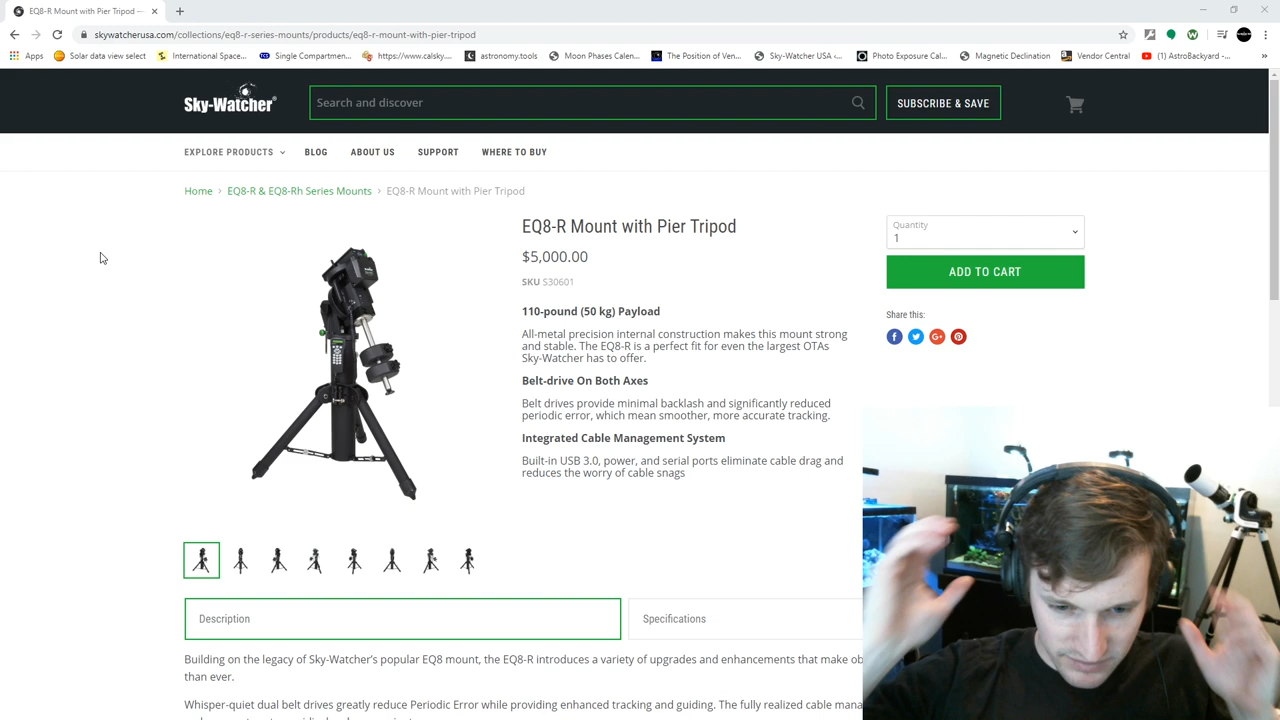 EQ8-R Mount with Pier Tripod —
skywatcherusa.com/collections/eq8-r-series-mounts/products/eq8-r-mount-with-pier-tripod
Apps
Solar data view select
International Space...
Single Compartmen...
https://www.calsky....
astronomy.tools
Moon Phases Calen...
The Position of Ven...
Sky-Watcher USA ‹...
Photo Exposure Cal...
Magnetic Declination
Vendor Central
(1) AstroBackyard -...
»
Sky-Watcher®
Search and discover
SUBSCRIBE & SAVE
EXPLORE PRODUCTS
BLOG
ABOUT US
SUPPORT
WHERE TO BUY
Home › EQ8-R & EQ8-Rh Series Mounts › EQ8-R Mount with Pier Tripod
EQ8-R Mount with Pier Tripod
$5,000.00
SKU S30601
110-pound (50 kg) Payload
All-metal precision internal construction makes this mount strong
and stable. The EQ8-R is a perfect fit for even the largest OTAs
Sky-Watcher has to offer.
Belt-drive On Both Axes
Belt drives provide minimal backlash and significantly reduced
periodic error, which mean smoother, more accurate tracking.
Integrated Cable Management System
Built-in USB 3.0, power, and serial ports eliminate cable drag and
reduces the worry of cable snags
Quantity
1
ADD TO CART
Share this:
Description
Specifications
Building on the legacy of Sky-Watcher's popular EQ8 mount, the EQ8-R introduces a variety of upgrades and enhancements that make
than ever.
Whisper-quiet dual belt drives greatly reduce Periodic Error while providing enhanced tracking and guiding. The fully realized cable